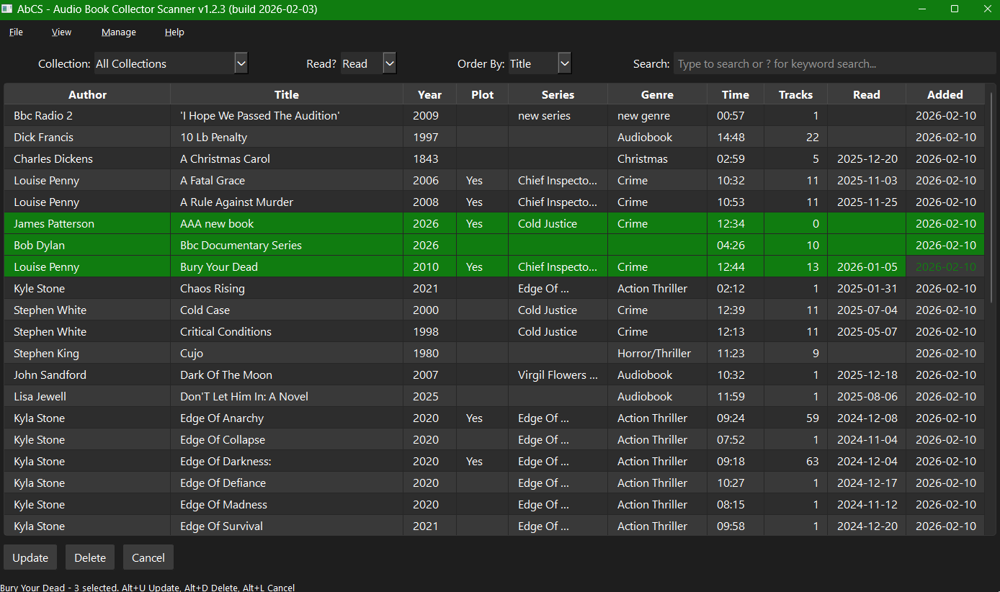 AbCS - Audio Book Collector Scanner v1.2.3 (build 2026-02-03)
File View Manage Help
Collection: All Collections Read? Read Order By: Title Search: Type to search or ? for keyword search...
Author Title Year Plot Series Genre Time Tracks Read Added
Bbc Radio 2 'I Hope We Passed The Audition' 2009 new series new genre 00:57 1 2026-02-10
Dick Francis 10 Lb Penalty 1997 Audiobook 14:48 22 2026-02-10
Charles Dickens A Christmas Carol 1843 Christmas 02:59 5 2025-12-20 2026-02-10
Louise Penny A Fatal Grace 2006 Yes Chief Inspecto... Crime 10:32 11 2025-11-03 2026-02-10
Louise Penny A Rule Against Murder 2008 Yes Chief Inspecto... Crime 10:53 11 2025-11-25 2026-02-10
James Patterson AAA new book 2026 Yes Cold Justice Crime 12:34 0 2026-02-10
Bob Dylan Bbc Documentary Series 2026 04:26 10 2026-02-10
Louise Penny Bury Your Dead 2010 Yes Chief Inspecto... Crime 12:44 13 2026-01-05 2026-02-10
Kyle Stone Chaos Rising 2021 Edge Of ... Action Thriller 02:12 1 2025-01-31 2026-02-10
Stephen White Cold Case 2000 Cold Justice Crime 12:39 11 2025-07-04 2026-02-10
Stephen White Critical Conditions 1998 Cold Justice Crime 12:13 11 2025-05-07 2026-02-10
Stephen King Cujo 1980 Horror/Thriller 11:23 9 2026-02-10
John Sandford Dark Of The Moon 2007 Virgil Flowers ... Audiobook 10:32 1 2025-12-18 2026-02-10
Lisa Jewell Don'T Let Him In: A Novel 2025 Audiobook 11:59 1 2025-08-06 2026-02-10
Kyla Stone Edge Of Anarchy 2020 Yes Edge Of ... Action Thriller 09:24 59 2024-12-08 2026-02-10
Kyle Stone Edge Of Collapse 2020 Edge Of ... Action Thriller 07:52 1 2024-11-04 2026-02-10
Kyla Stone Edge Of Darkness: 2020 Yes Edge Of ... Action Thriller 09:18 63 2024-12-04 2026-02-10
Kyla Stone Edge Of Defiance 2020 Edge Of ... Action Thriller 10:27 1 2024-12-17 2026-02-10
Kyle Stone Edge Of Madness 2020 Edge Of ... Action Thriller 08:15 1 2024-11-12 2026-02-10
Kyla Stone Edge Of Survival 2021 Edge Of ... Action Thriller 09:58 1 2024-12-20 2026-02-10
Update Delete Cancel
Bury Your Dead - 3 selected. Alt+U Update, Alt+D Delete, Alt+L Cancel